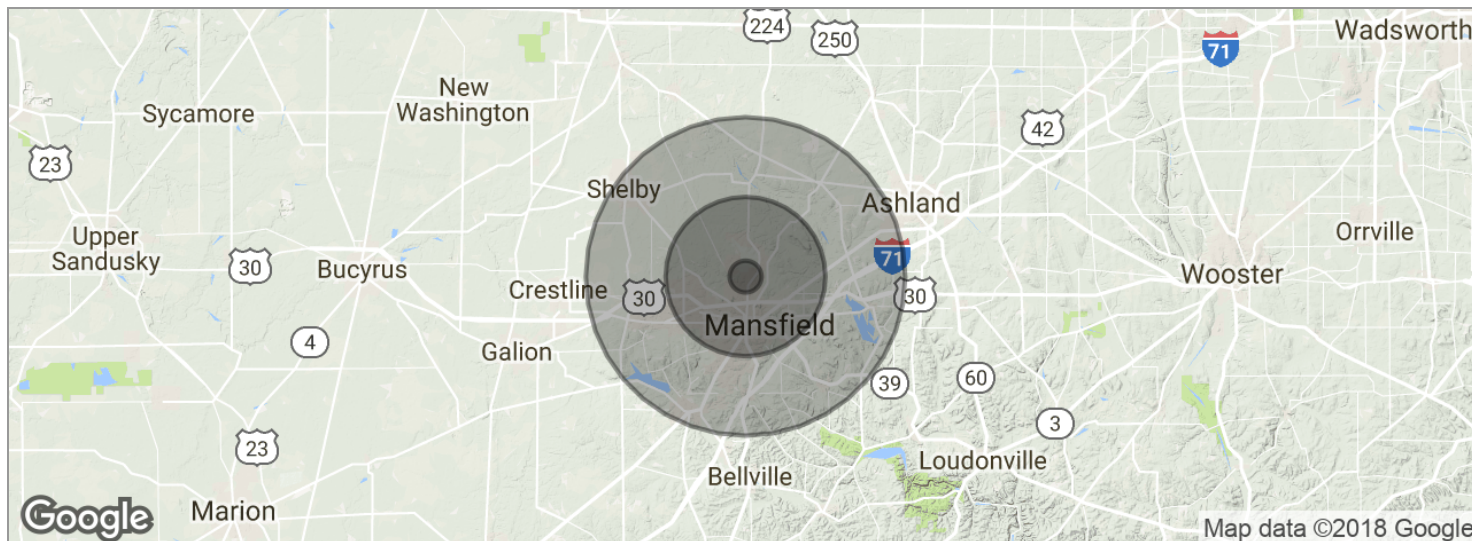 224
250
71
Wadsworth
New
Washington
Sycamore
42
23
Shelby
Ashland
Upper
Sandusky
30
Bucyrus
Crestline
30
71
30
Orrville
Wooster
Mansfield
4
Galion
39
60
3
23
Bellville
Loudonville
Marion
Google
Map data ©2018 Google